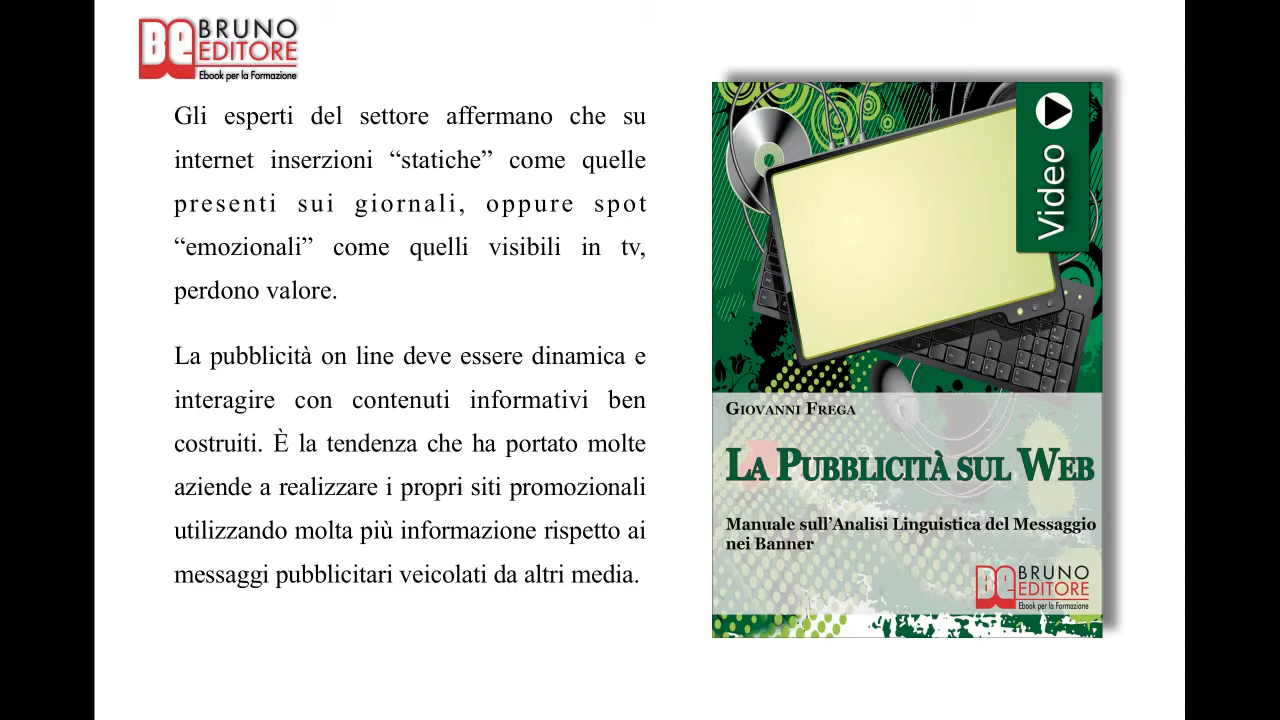 BRUNO
EDITORE
Ebook per la Formazione
Gli esperti del settore affermano che su
internet inserzioni “statiche” come quelle
presenti sui giornali, oppure spot
“emozionali” come quelli visibili in tv,
perdono valore.
La pubblicità on line deve essere dinamica e
interagire con contenuti informativi ben
costruiti. È la tendenza che ha portato molte
aziende a realizzare i propri siti promozionali
utilizzando molta più informazione rispetto ai
messaggi pubblicitari veicolati da altri media.
Video
GIOVANNI FREGA
LA PUBBLICITÀ SUL WEB
Manuale sull’Analisi Linguistica del Messaggio
nei Banner
BRUNO
EDITORE
Ebook per la Formazione